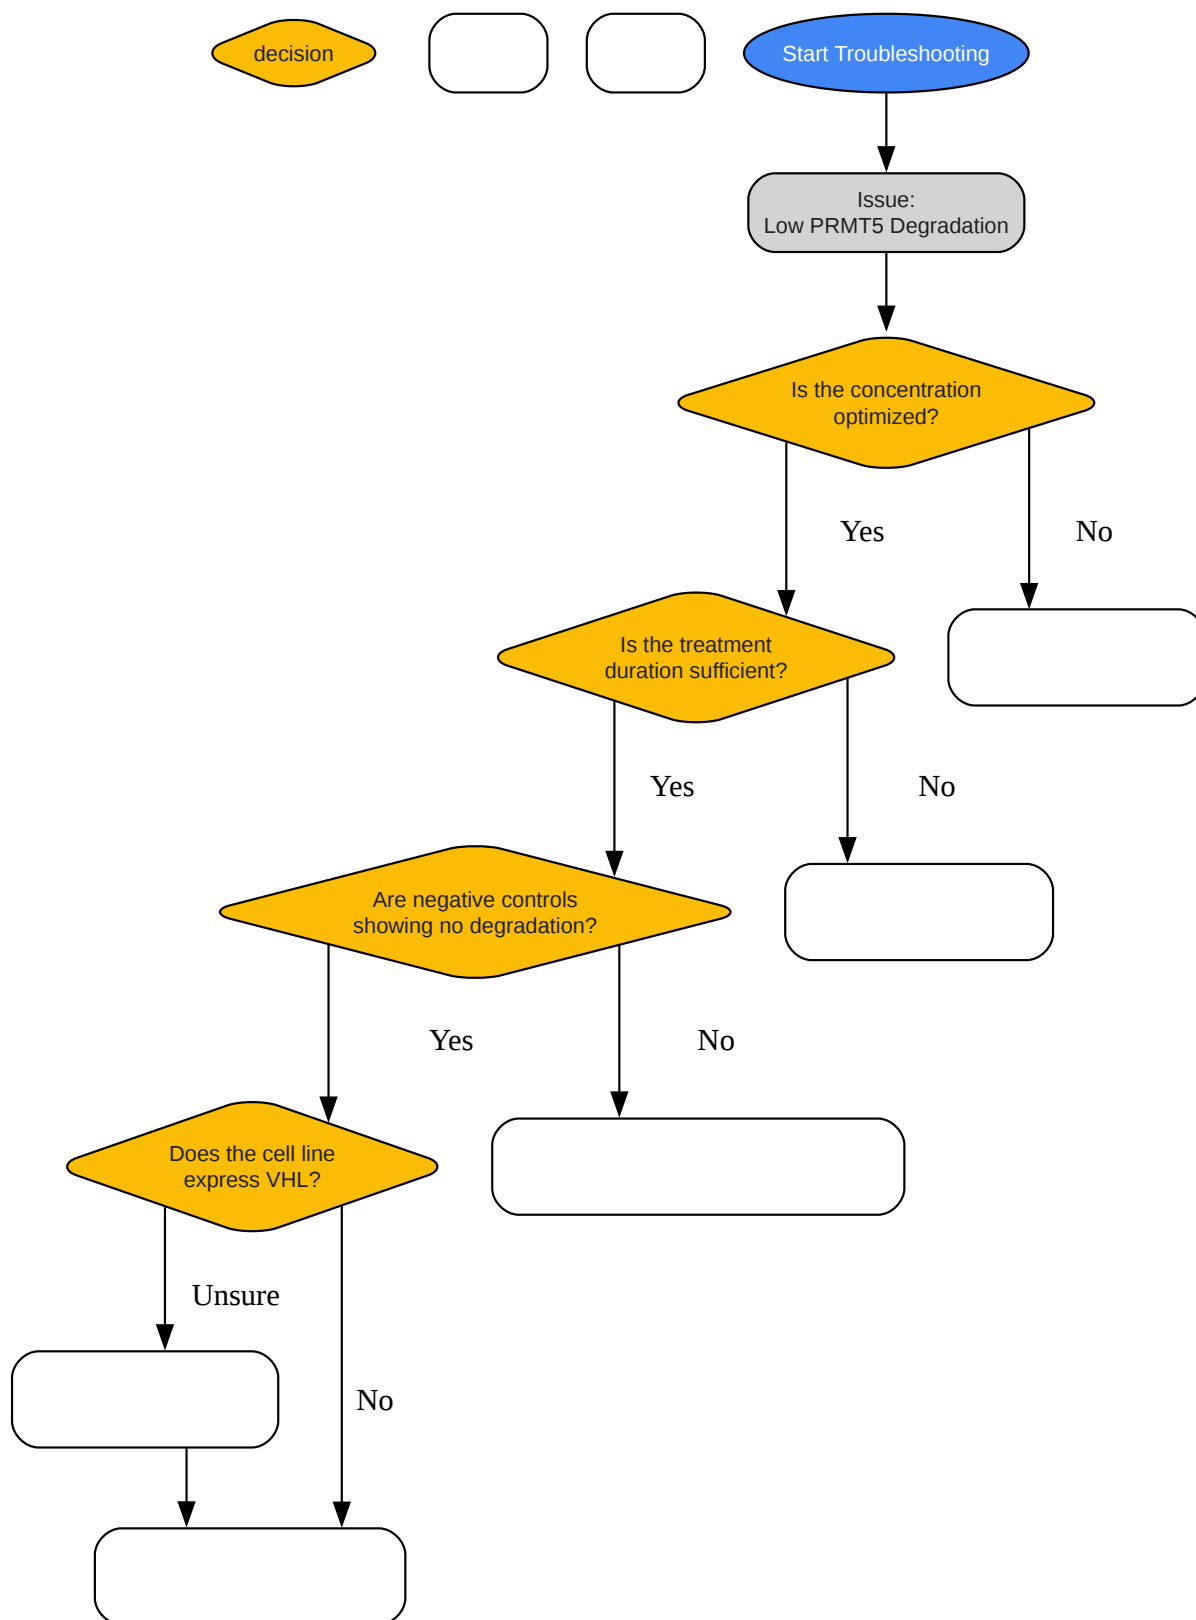 decision
Start Troubleshooting
Issue:
Low PRMT5 Degradation
Is the concentration
optimized?
Yes
No
Is the treatment
duration sufficient?
Yes
No
Are negative controls
showing no degradation?
Yes
No
Does the cell line
express VHL?
Unsure
No